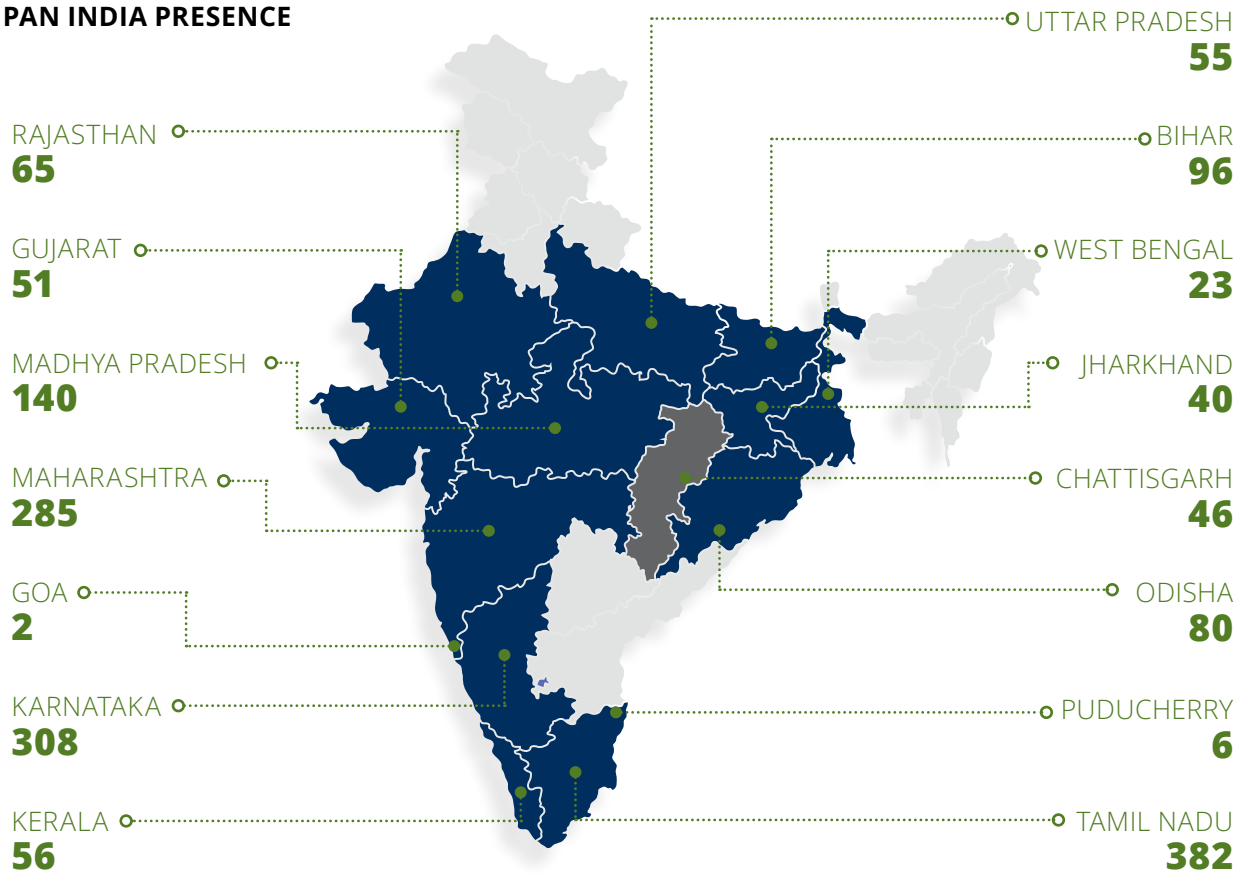 PAN INDIA PRESENCE
RAJASTHAN
65
GUJARAT
51
MADHYA PRADESH
140
MAHARASHTRA
285
GOA
2
KARNATAKA
308
KERALA
56
UTTAR PRADESH
55
BIHAR
96
WEST BENGAL
23
JHARKHAND
40
CHATTISGARH
46
ODISHA
80
PUDUCHERRY
6
TAMIL NADU
382